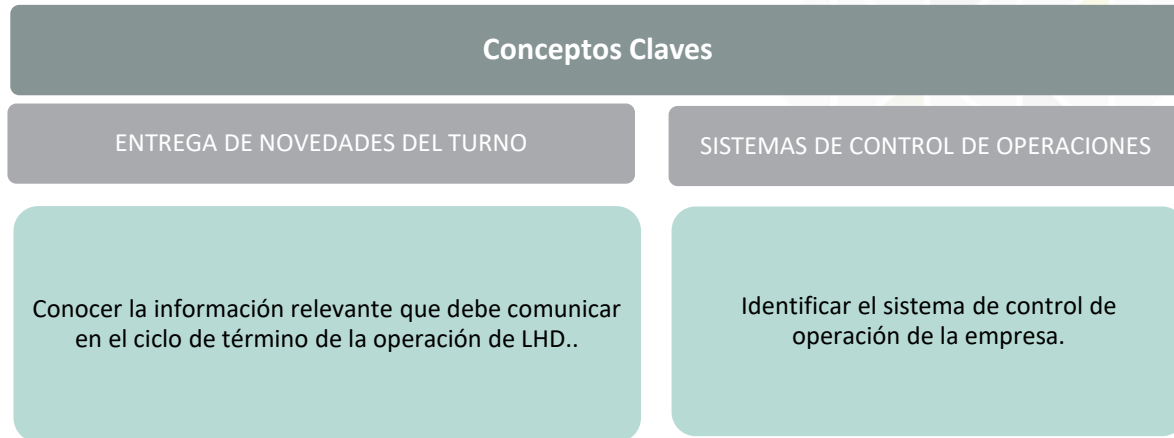 Conceptos Claves
ENTREGA DE NOVEDADES DEL TURNO
SISTEMAS DE CONTROL DE OPERACIONES
Conocer la información relevante que debe comunicar
en el ciclo de término de la operación de LHD..
Identificar el sistema de control de
operación de la empresa.